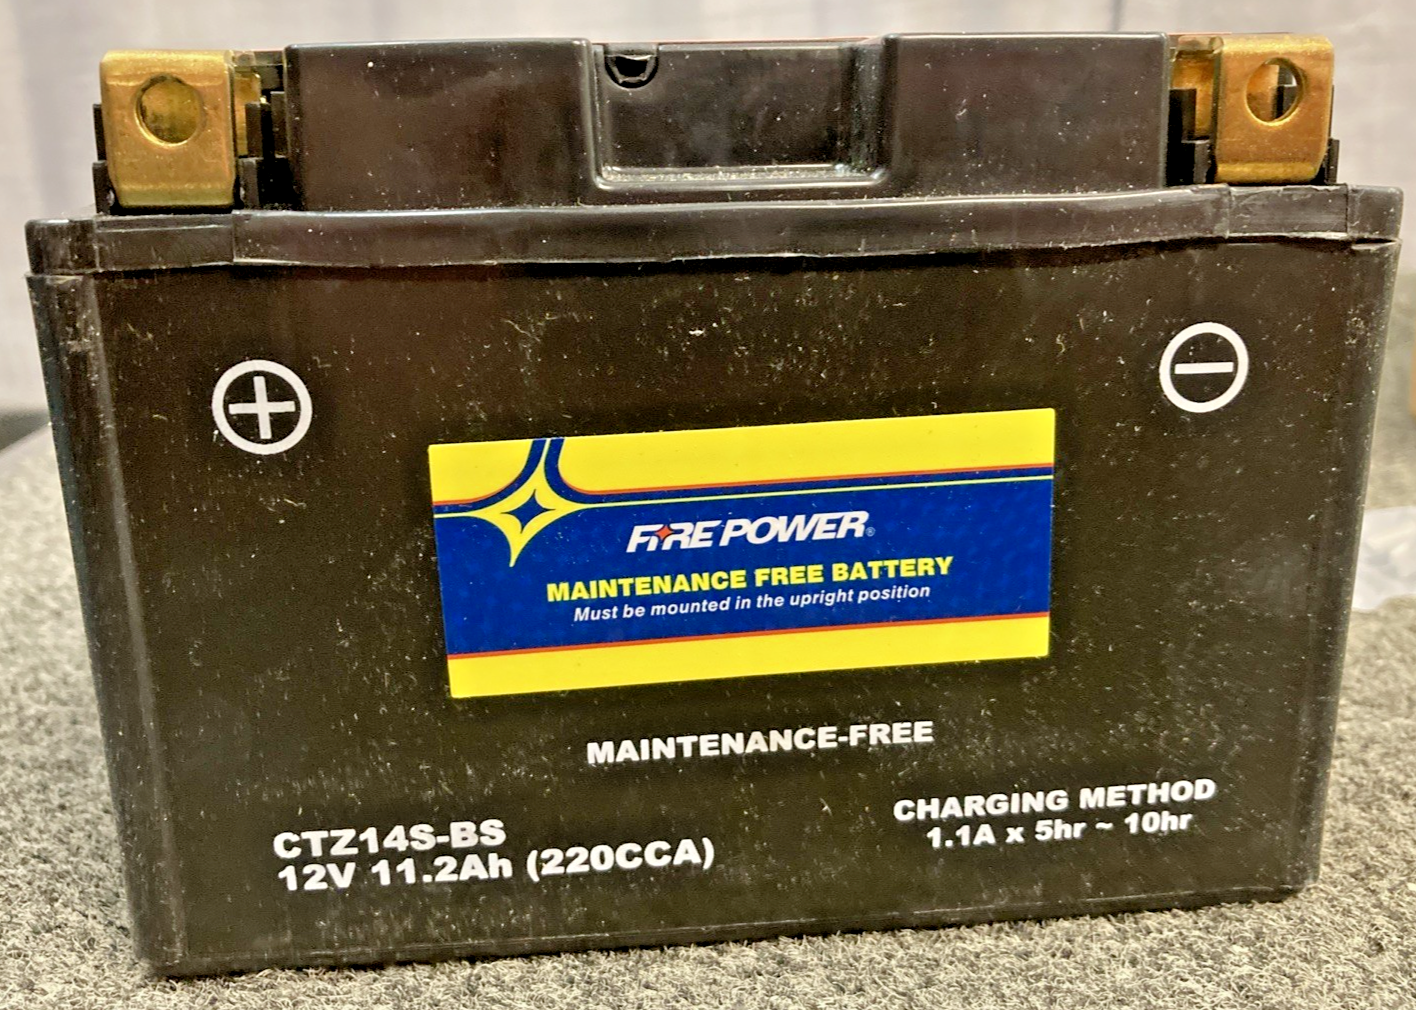 FIRE POWER®
MAINTENANCE FREE BATTERY
Must be mounted in the upright position
MAINTENANCE-FREE
CTZ14S-BS
12V 11.2Ah (220CCA)
CHARGING METHOD
1.1A x 5hr ~ 10hr